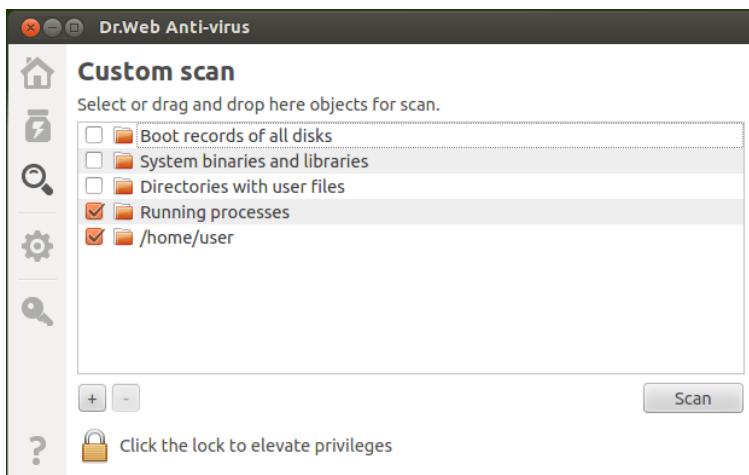 Dr.Web Anti-virus
Custom scan
Select or drag and drop here objects for scan.
Boot records of all disks
System binaries and libraries
Directories with user files
Running processes
/home/user
+ -
Scan
Click the lock to elevate privileges
?